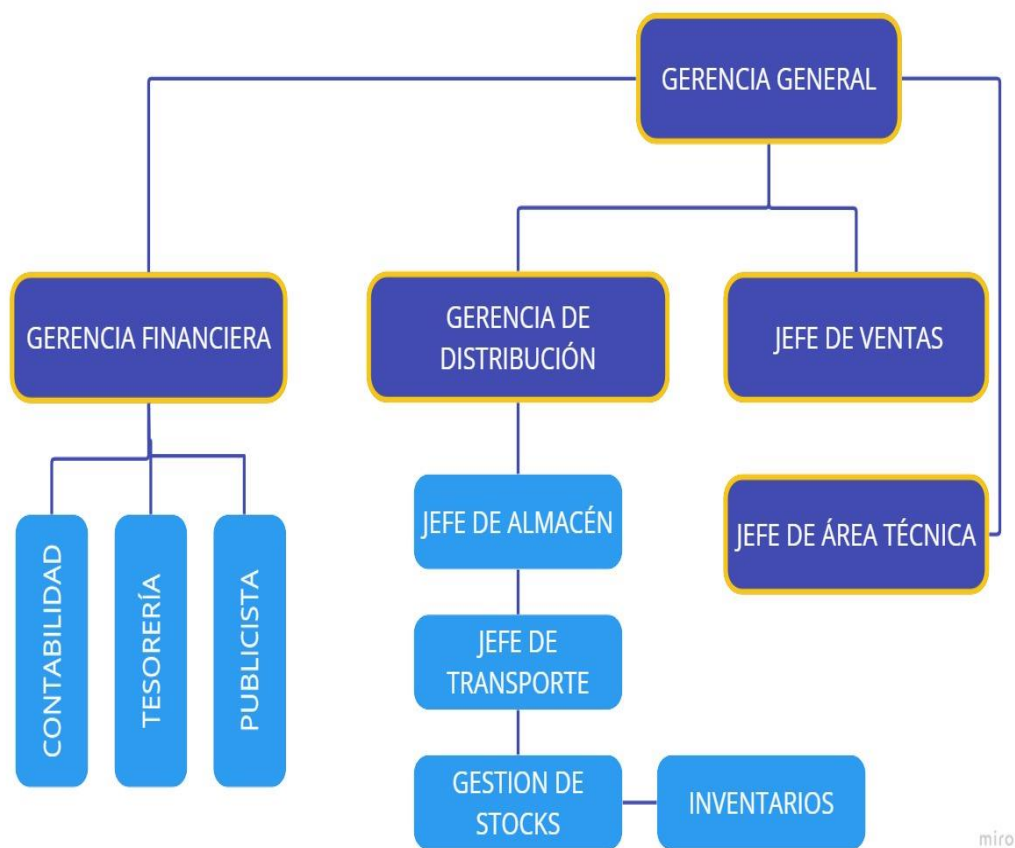 GERENCIA GENERAL
GERENCIA FINANCIERA
GERENCIA DE
DISTRIBUCIÓN
JEFE DE VENTAS
JEFE DE ALMACÉN
JEFE DE ÁREA TÉCNICA
CONTABILIDAD
TESORERÍA
PUBLICISTA
JEFE DE
TRANSPORTE
GESTION DE
STOCKS
INVENTARIOS
miro